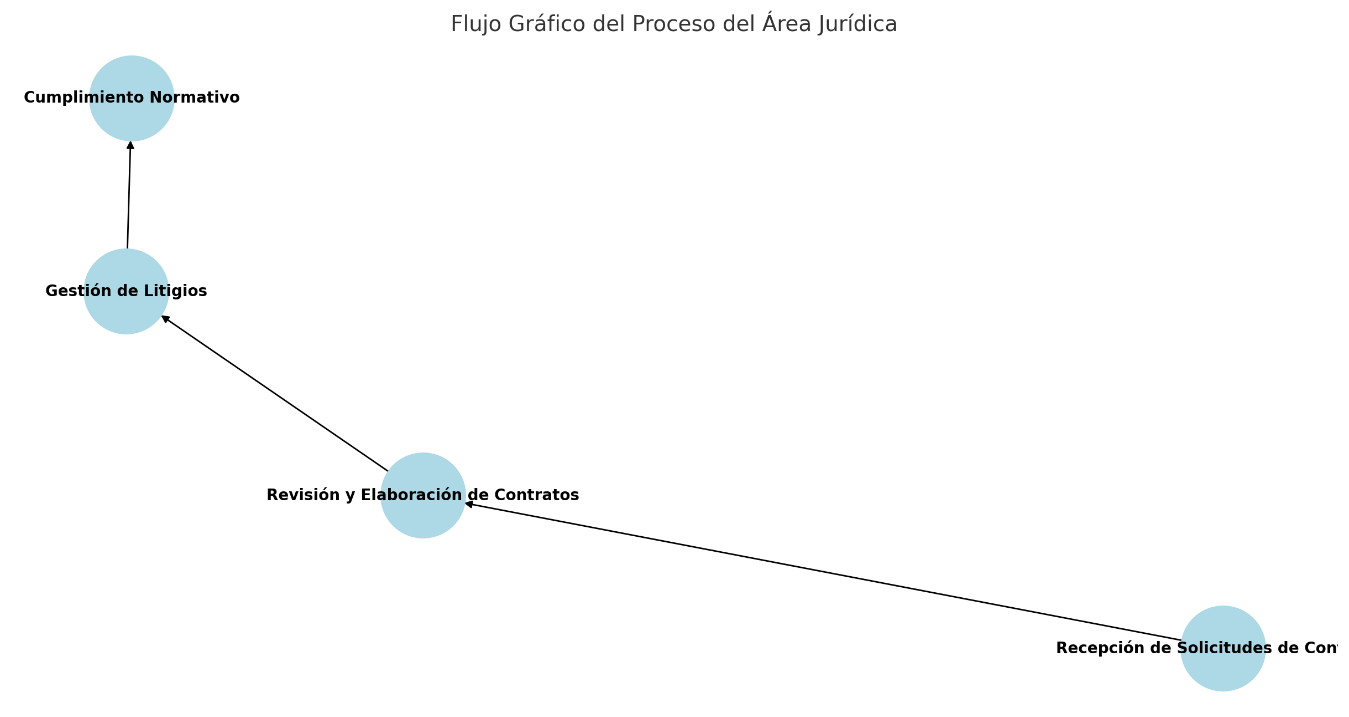 Flujo Gráfico del Proceso del Área Jurídica
Cumplimiento Normativo
Gestión de Litigios
Revisión y Elaboración de Contratos
Recepción de Solicitudes de